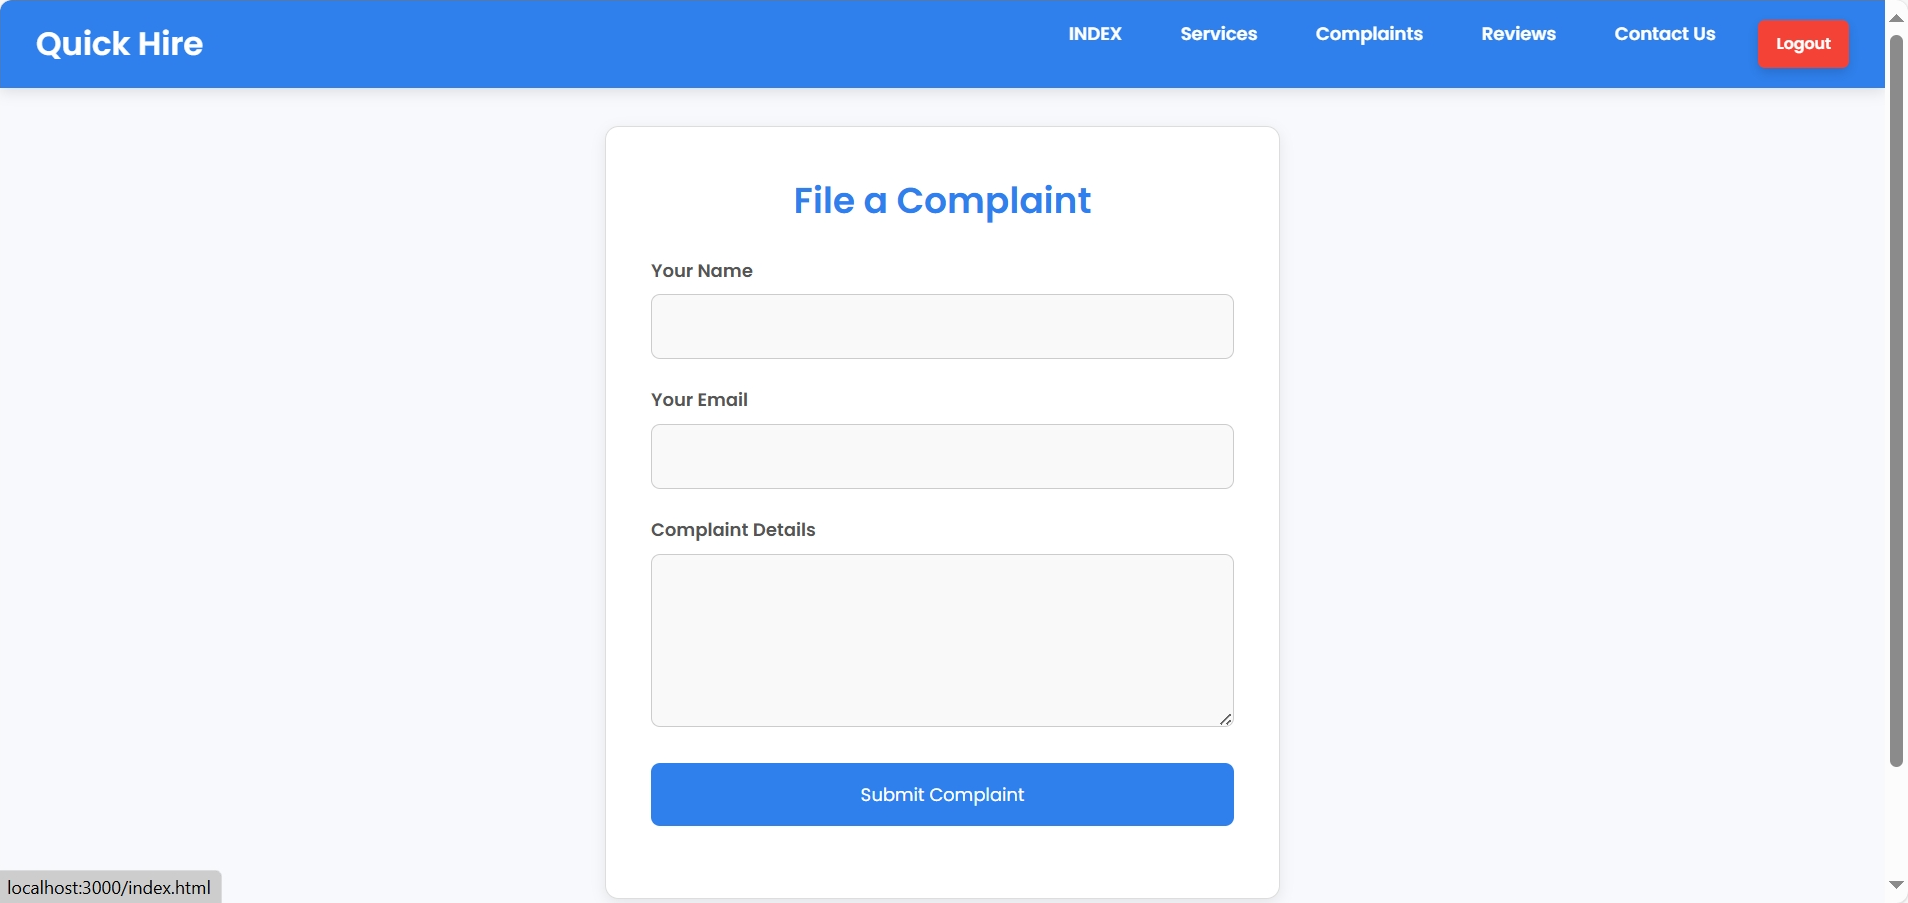 Quick Hire
INDEX Services Complaints Reviews Contact Us Logout
File a Complaint
Your Name
Your Email
Complaint Details
Submit Complaint
localhost:3000/index.html